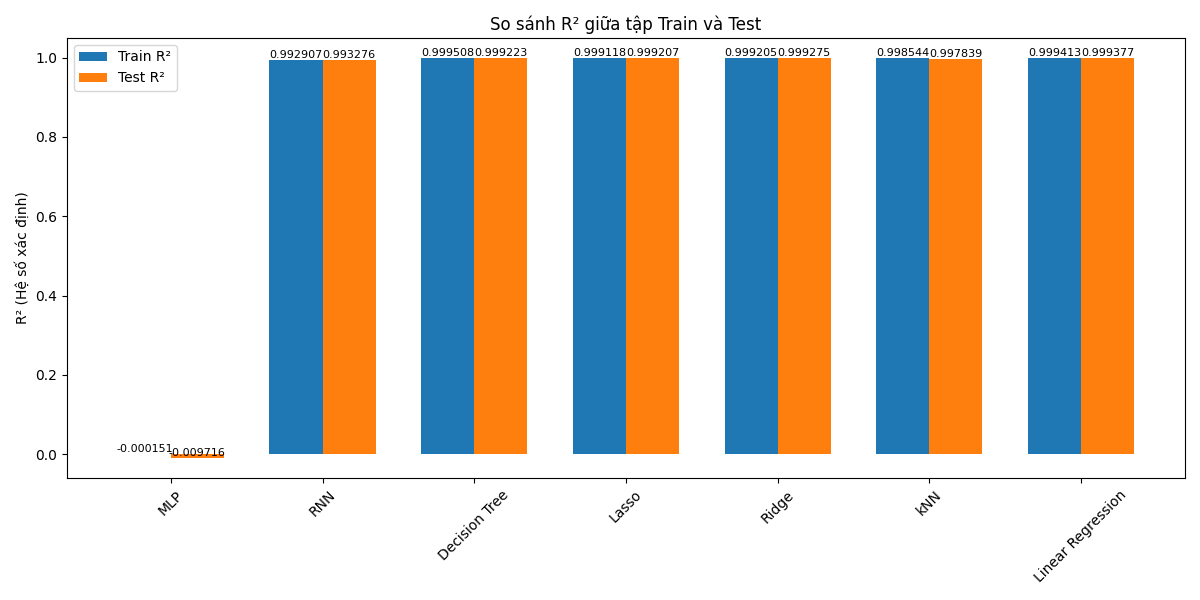 So sánh R² giữa tập Train và Test
Train R²
Test R²
R² (Hệ số xác định)
1.0
0.8
0.6
0.4
0.2
0.0
-0.000151 -0.009716
0.992907 0.993276
0.999508 0.999223
0.999118 0.999207
0.999205 0.999275
0.998544 0.997839
0.999413 0.999377
MLP
RNN
Decision Tree
Lasso
Ridge
kNN
Linear Regression